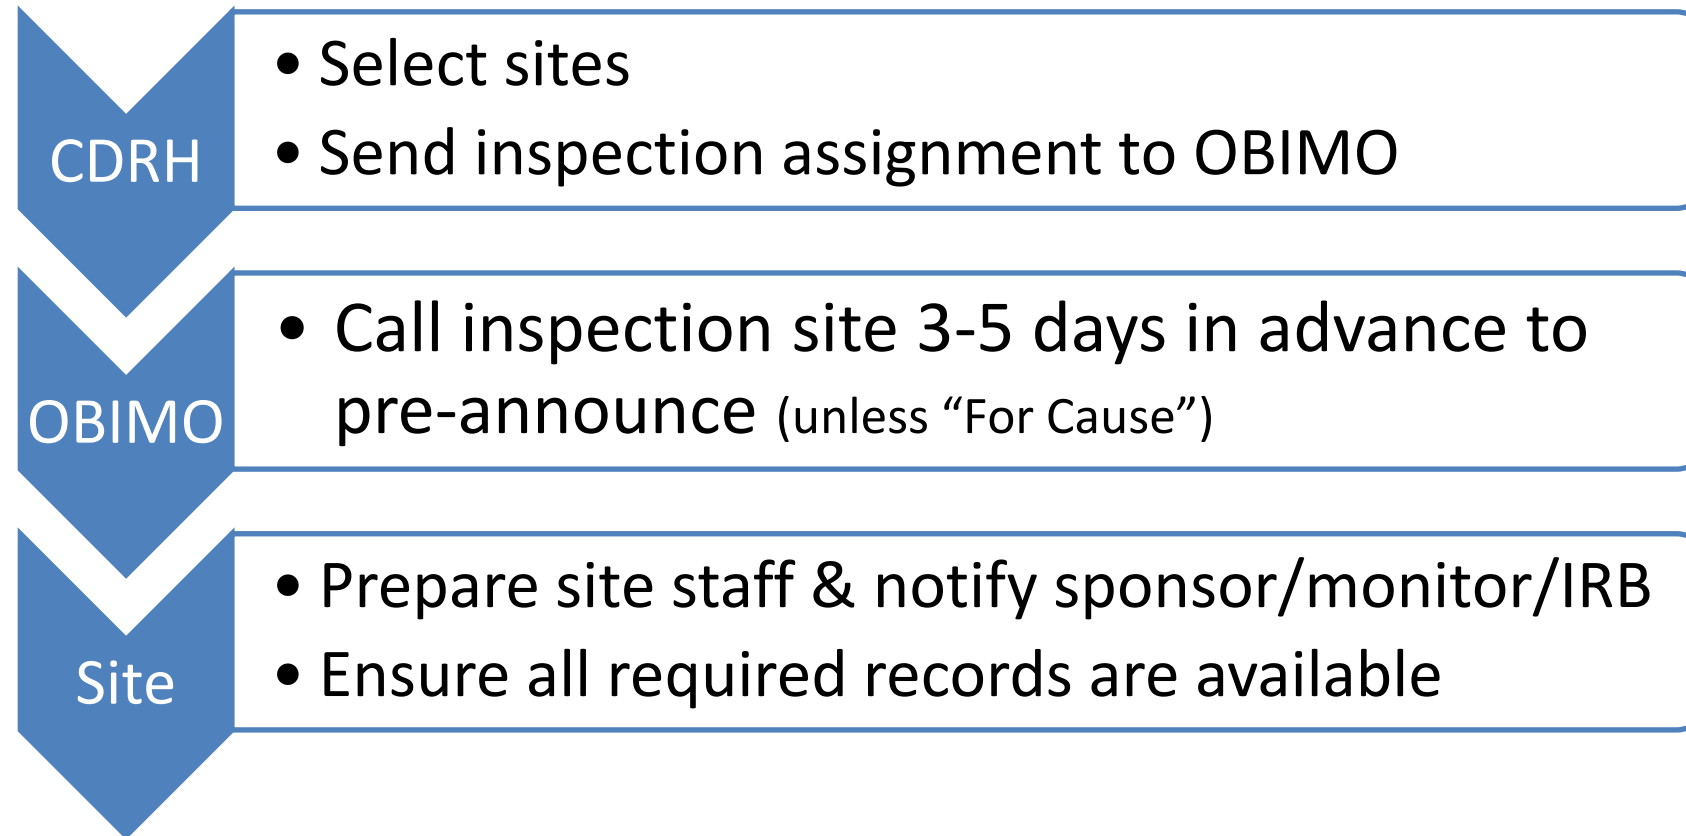 CDRH
• Select sites
• Send inspection assignment to OBIMO
OBIMO
• Call inspection site 3-5 days in advance to
pre-announce (unless “For Cause”)
Site
• Prepare site staff & notify sponsor/monitor/IRB
• Ensure all required records are available